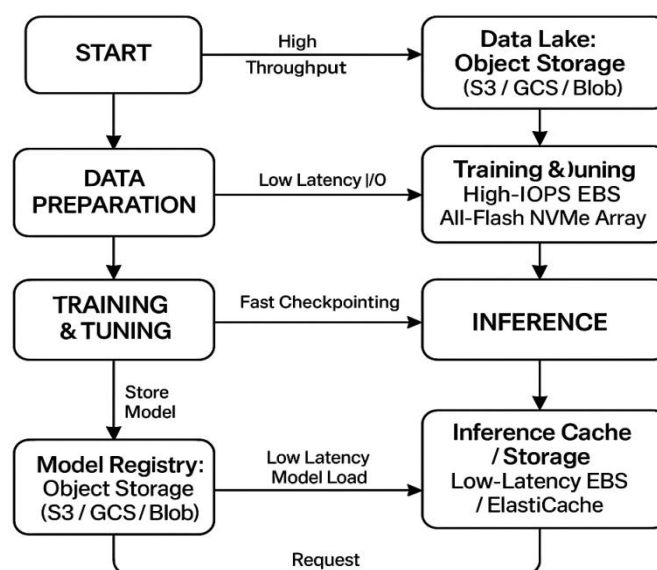 START
High
Throughput
Data Lake:
Object Storage
(S3 / GCS / Blob)
DATA
PREPARATION
Low Latency I/O
Training &
High-IOPS EBS
All-Flash NVMe Array
TRAINING
& TUNING
Fast Checkpointing
INFERENCE
Store
Model
Model Registry:
Object Storage
(S3 / GCS / Blob)
Low Latency
Model Load
Inference Cache
/ Storage
Low-Latency EBS
/ ElastiCache
Request